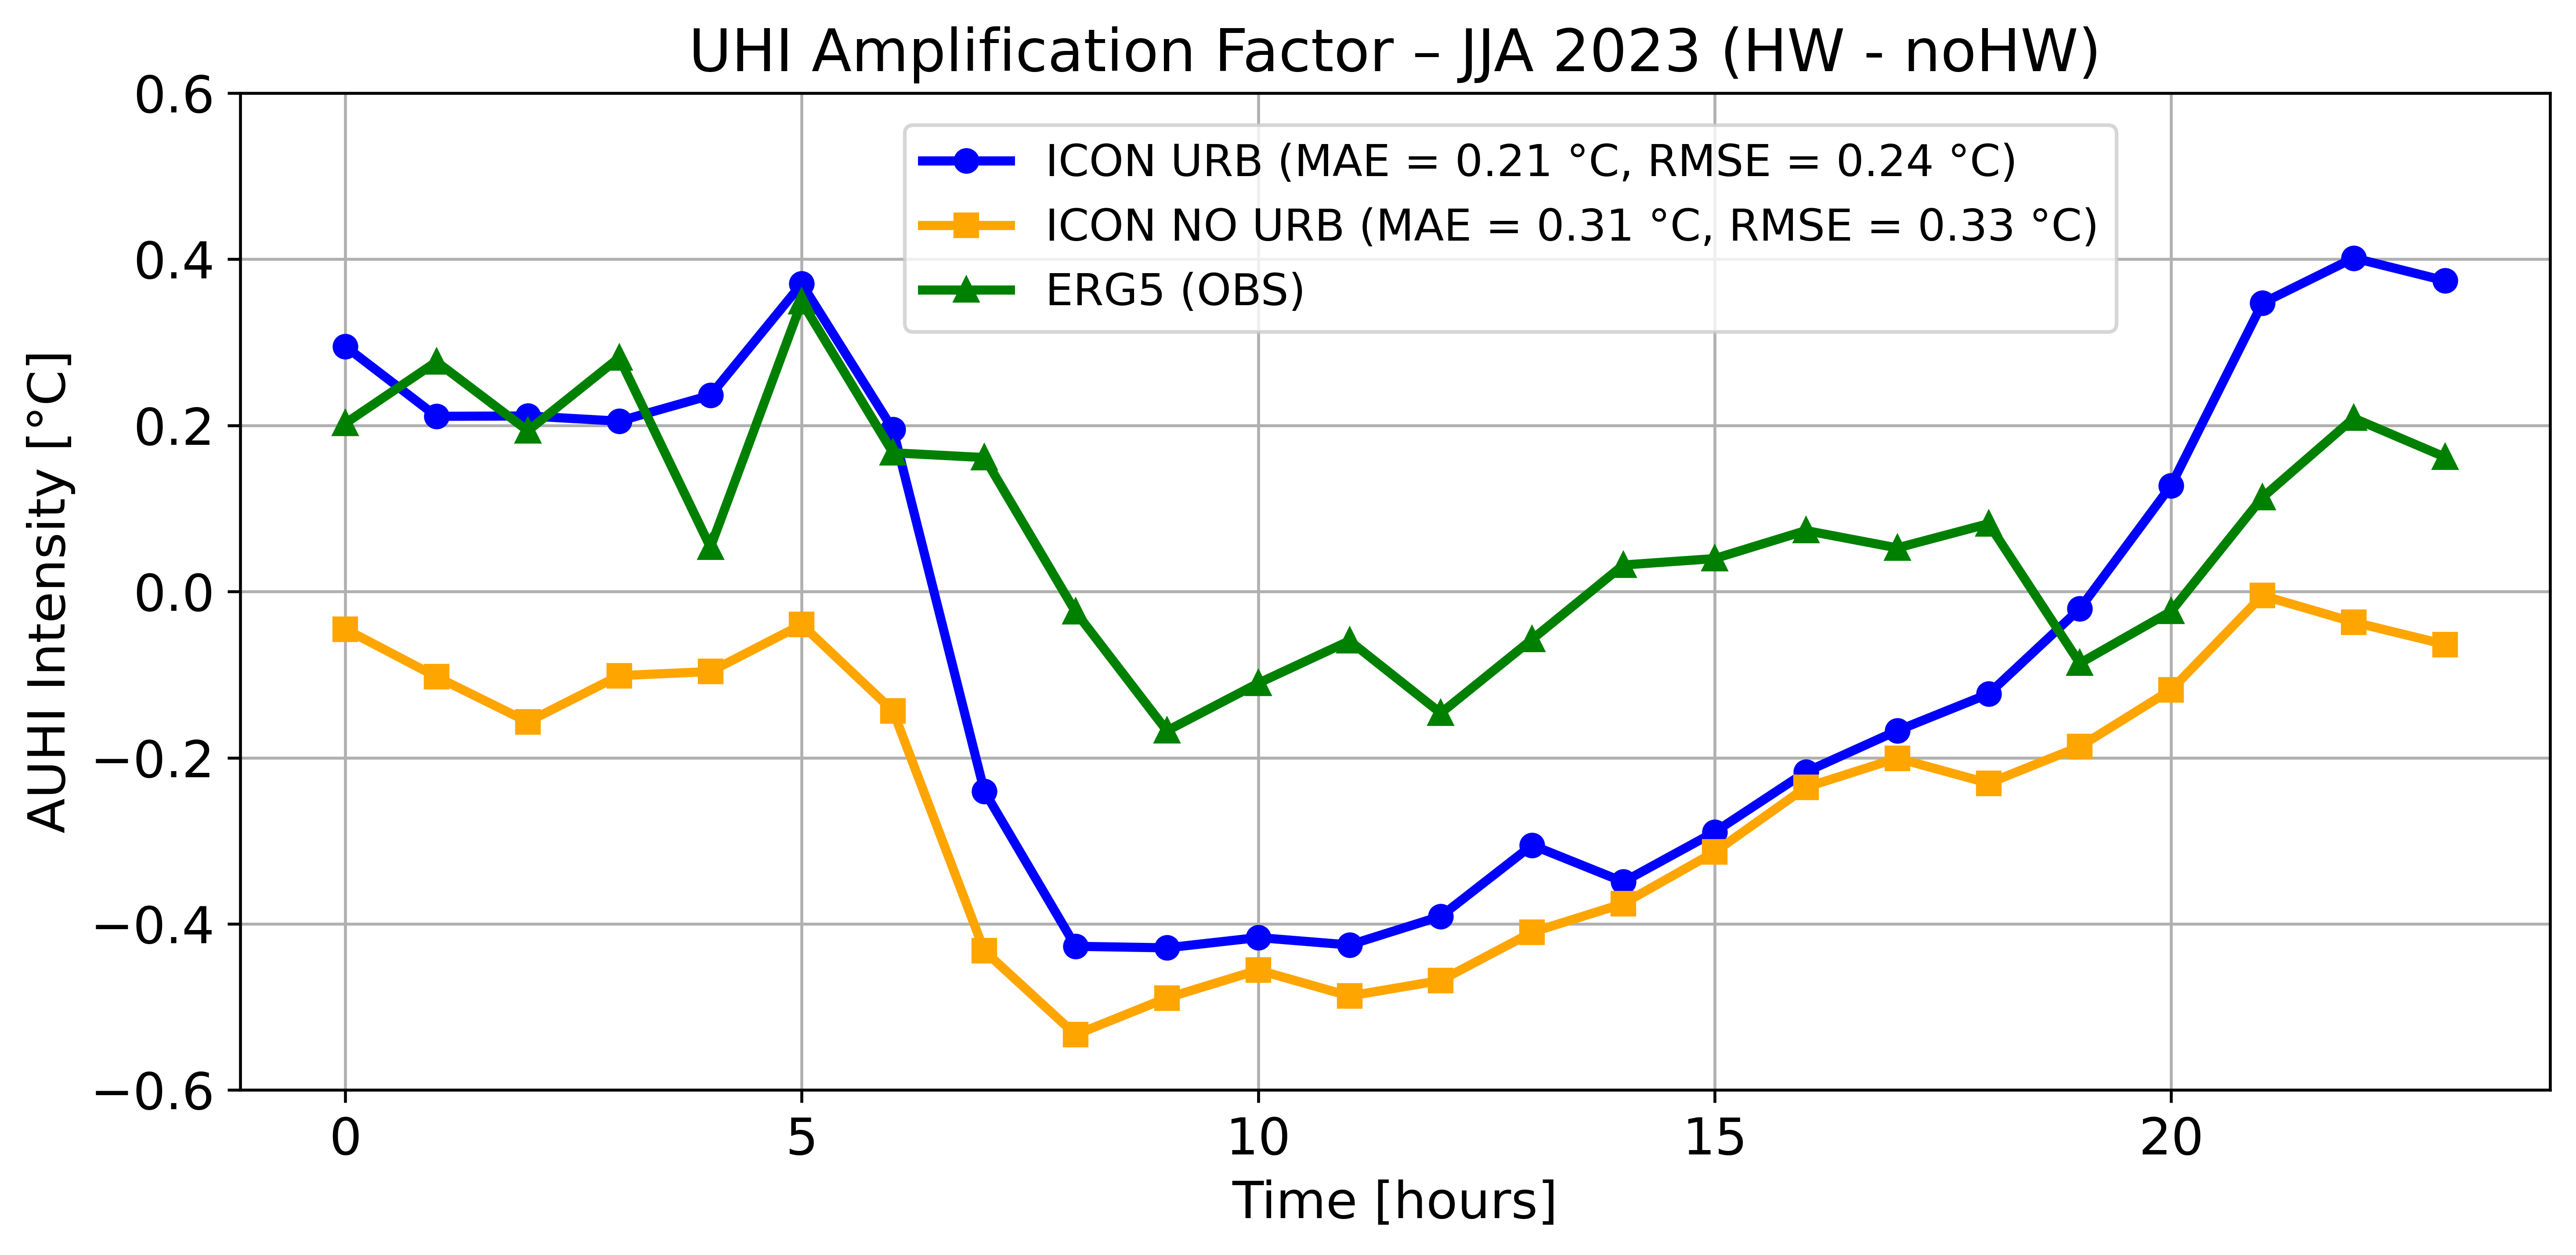 UHI Amplification Factor – JJA 2023 (HW - noHW)
0.6
0.4
0.2
0.0
−0.2
−0.4
−0.6
AUHI Intensity [°C]
ICON URB (MAE = 0.21 °C, RMSE = 0.24 °C)
ICON NO URB (MAE = 0.31 °C, RMSE = 0.33 °C)
ERG5 (OBS)
0 5 10 15 20
Time [hours]